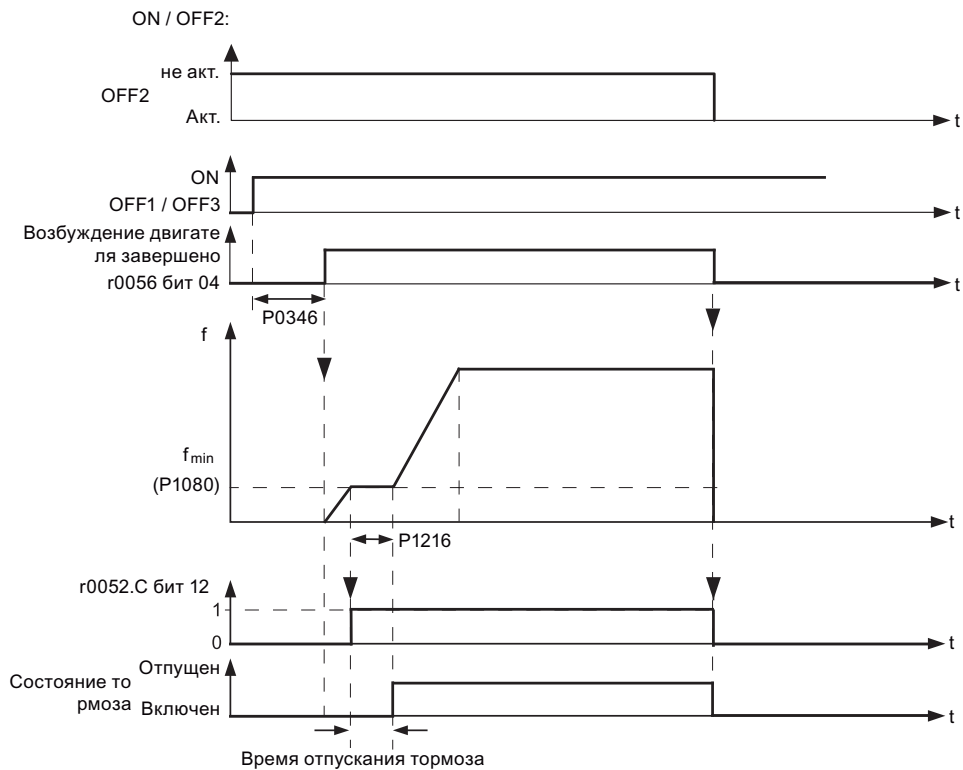 ON / OFF2:
не акт.
OFF2
Акт.
t
ON
OFF1 / OFF3
t
Возбуждение двигате
ля завершено
r0056 бит 04
t
P0346
f
fmin
(P1080)
t
P1216
r0052.C бит 12
1
0
t
Отпущен
Состояние то
рмоза
Включен
t
Время отпускания тормоза